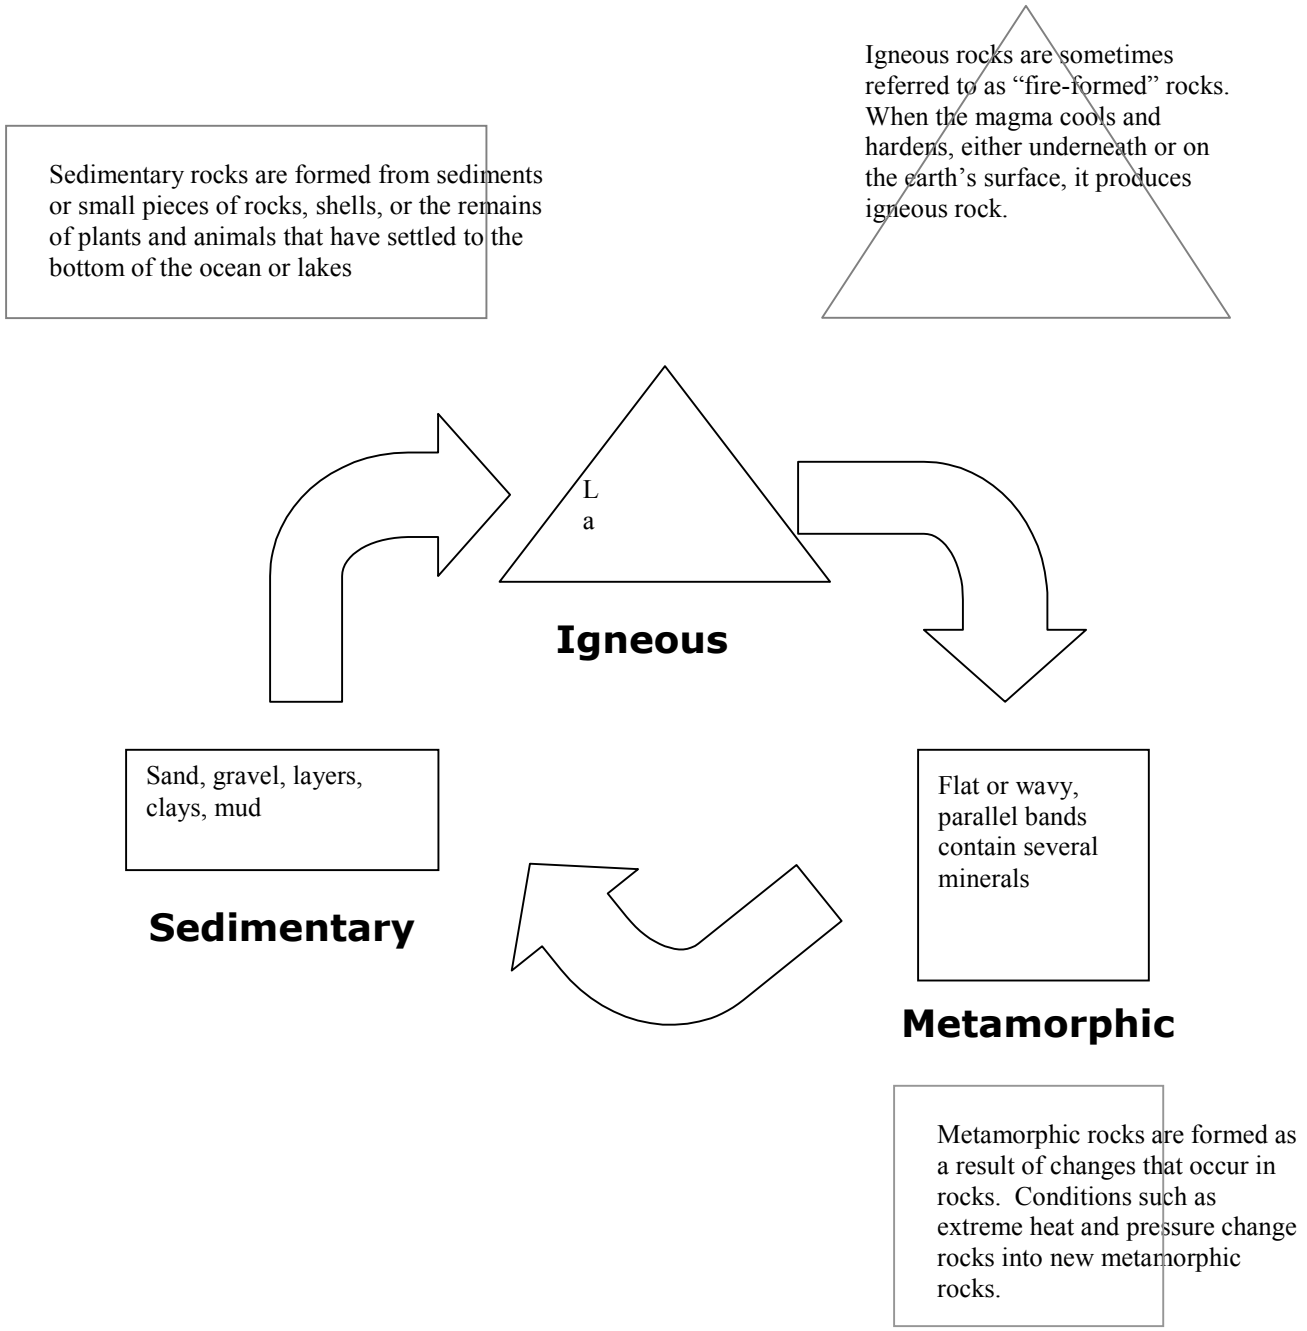 Igneous rocks are sometimes
referred to as “fire-formed” rocks.
When the magma cools and
hardens, either underneath or on
the earth’s surface, it produces
igneous rock.
Sedimentary rocks are formed from sediments
or small pieces of rocks, shells, or the remains
of plants and animals that have settled to the
bottom of the ocean or lakes
L
a
Igneous
Sand, gravel, layers,
clays, mud
Sedimentary
Flat or wavy,
parallel bands
contain several
minerals
Metamorphic
Metamorphic rocks are formed as
a result of changes that occur in
rocks.  Conditions such as
extreme heat and pressure change
rocks into new metamorphic
rocks.